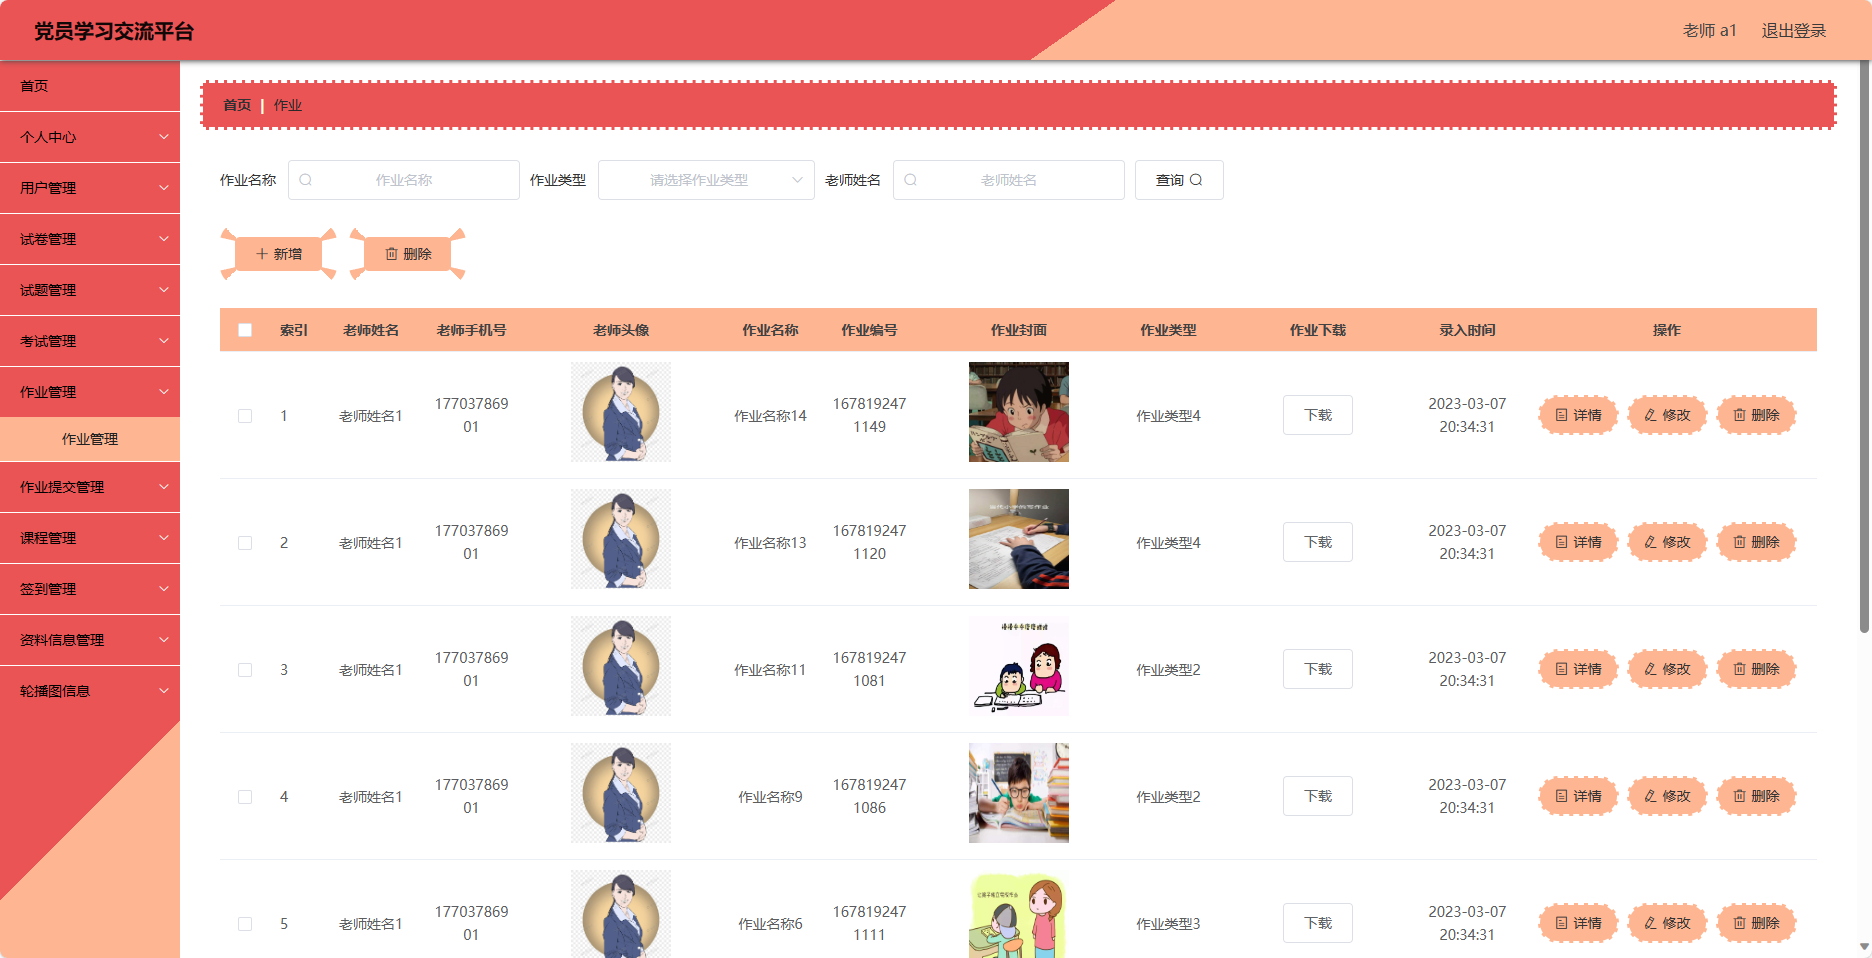 党员学习交流平台
老师 a1 退出登录
首页
个人中心
用户管理
试卷管理
试题管理
考试管理
作业管理
作业管理
作业提交管理
课程管理
签到管理
资料信息管理
轮播图信息
首页 | 作业
作业名称 作业名称 作业类型 请选择作业类型 老师姓名 老师姓名 查询
新增 删除
索引 老师姓名 老师手机号 老师头像 作业名称 作业编号 作业封面 作业类型 作业下载 录入时间 操作
1 老师姓名1 17703786901 作业名称14 1678192471149 作业类型4 下载 2023-03-07 20:34:31 详情 修改 删除
2 老师姓名1 17703786901 作业名称13 1678192471120 作业类型4 下载 2023-03-07 20:34:31 详情 修改 删除
3 老师姓名1 17703786901 作业名称11 1678192471081 作业类型2 下载 2023-03-07 20:34:31 详情 修改 删除
4 老师姓名1 17703786901 作业名称9 1678192471086 作业类型2 下载 2023-03-07 20:34:31 详情 修改 删除
5 老师姓名1 17703786901 作业名称6 1678192471111 作业类型3 下载 2023-03-07 20:34:31 详情 修改 删除